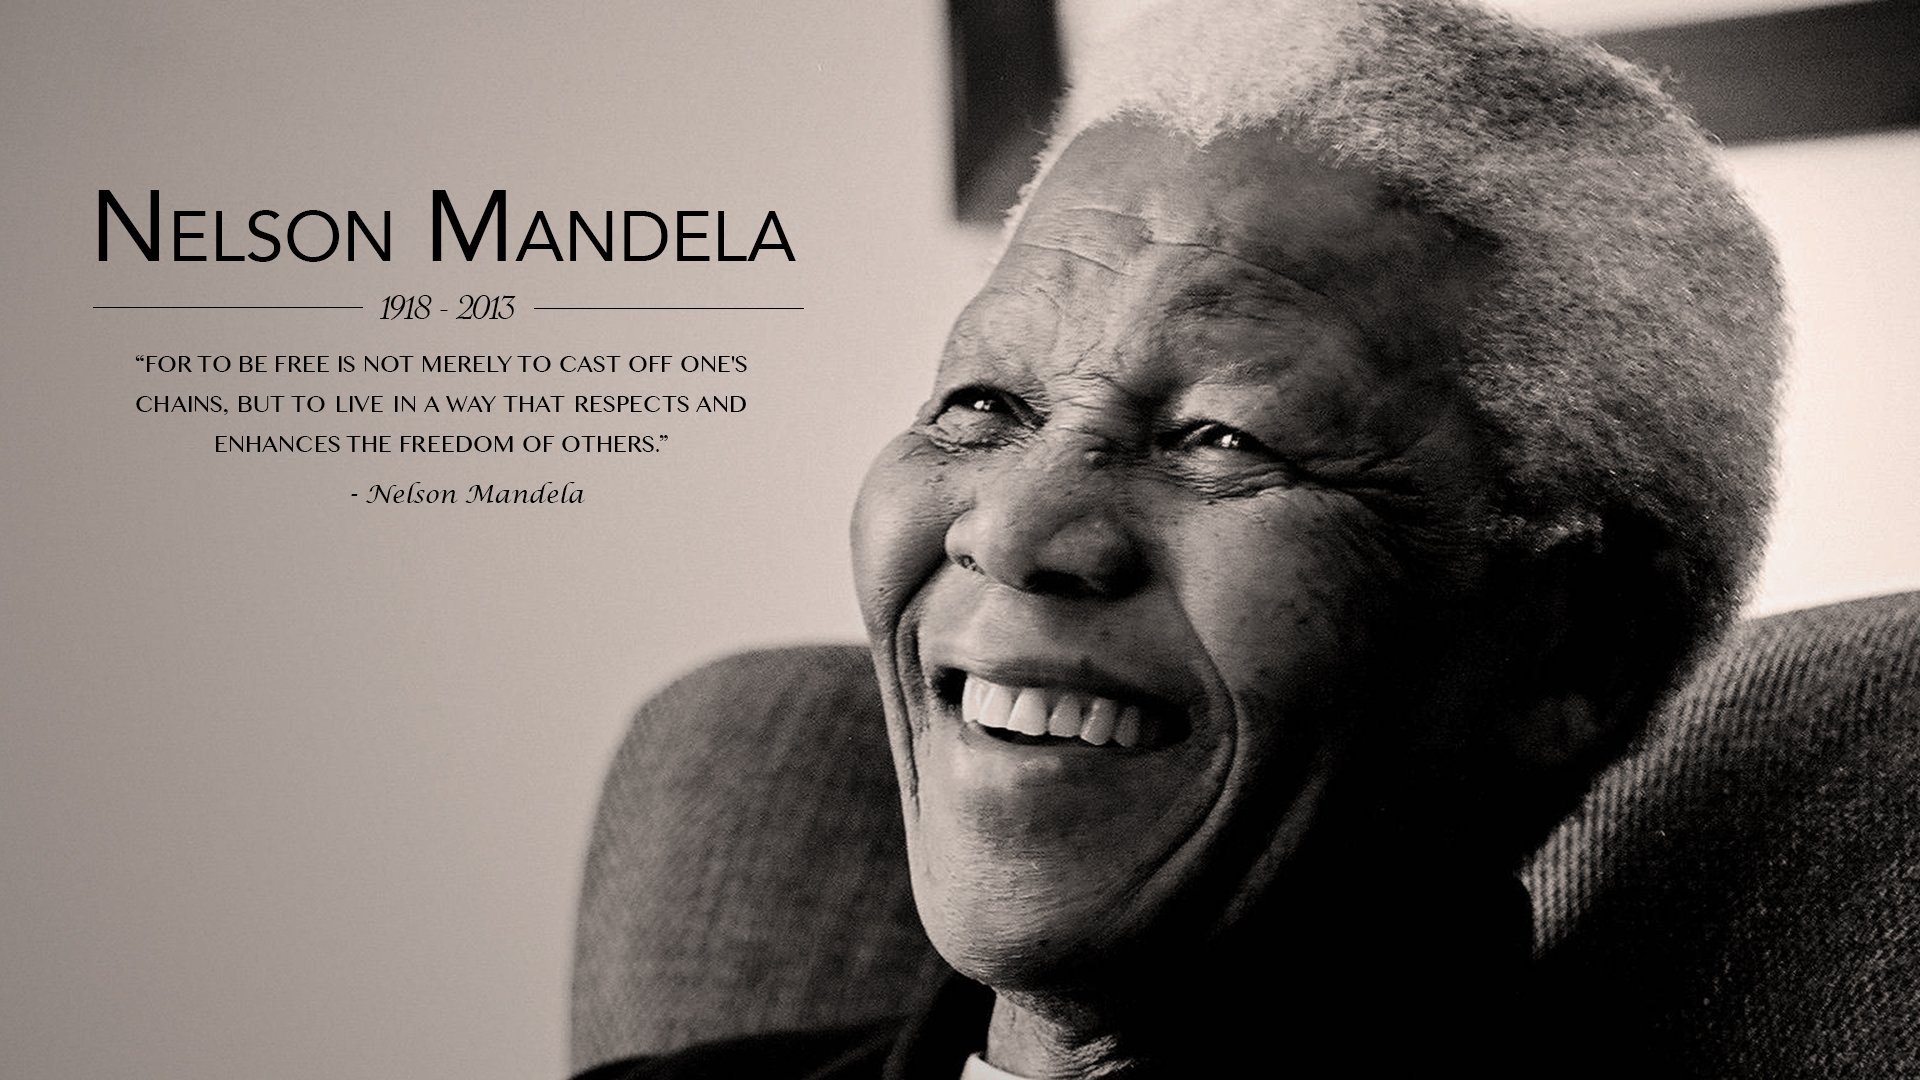 NELSON MANDELA
1918 - 2013
“FOR TO BE FREE IS NOT MERELY TO CAST OFF ONE'S
CHAINS, BUT TO LIVE IN A WAY THAT RESPECTS AND
ENHANCES THE FREEDOM OF OTHERS.”
- Nelson Mandela